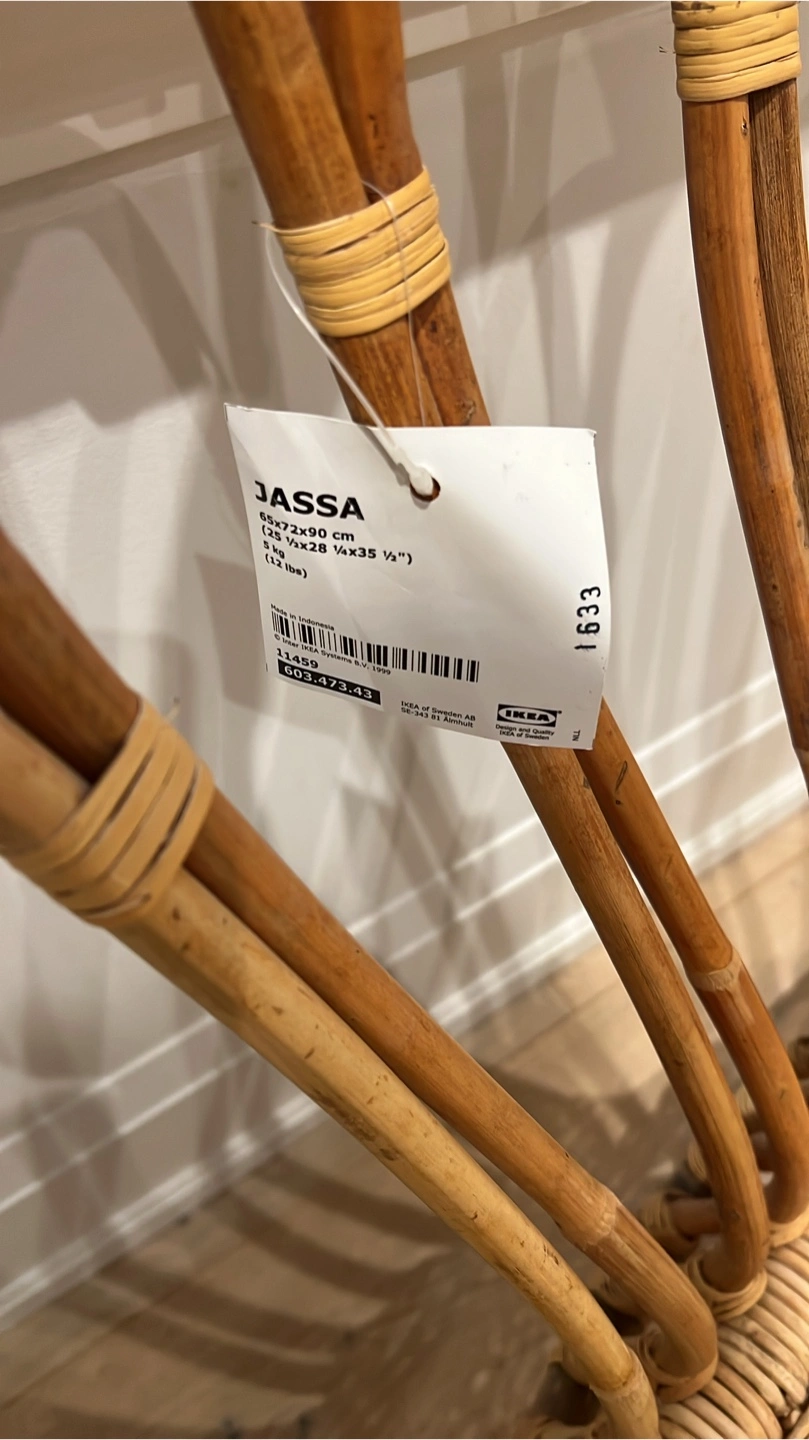 JASSA
65x72x90 cm
(25 ½x28 ¼x35 ½")
5 kg
(12 lbs)
Made in Indonesia
© Inter IKEA Systems B.V. 1999
11459
603.473.43
IKEA of Sweden AB
SE-343 81 Älmhult
IKEA®
Design and Quality
IKEA of Sweden
1633